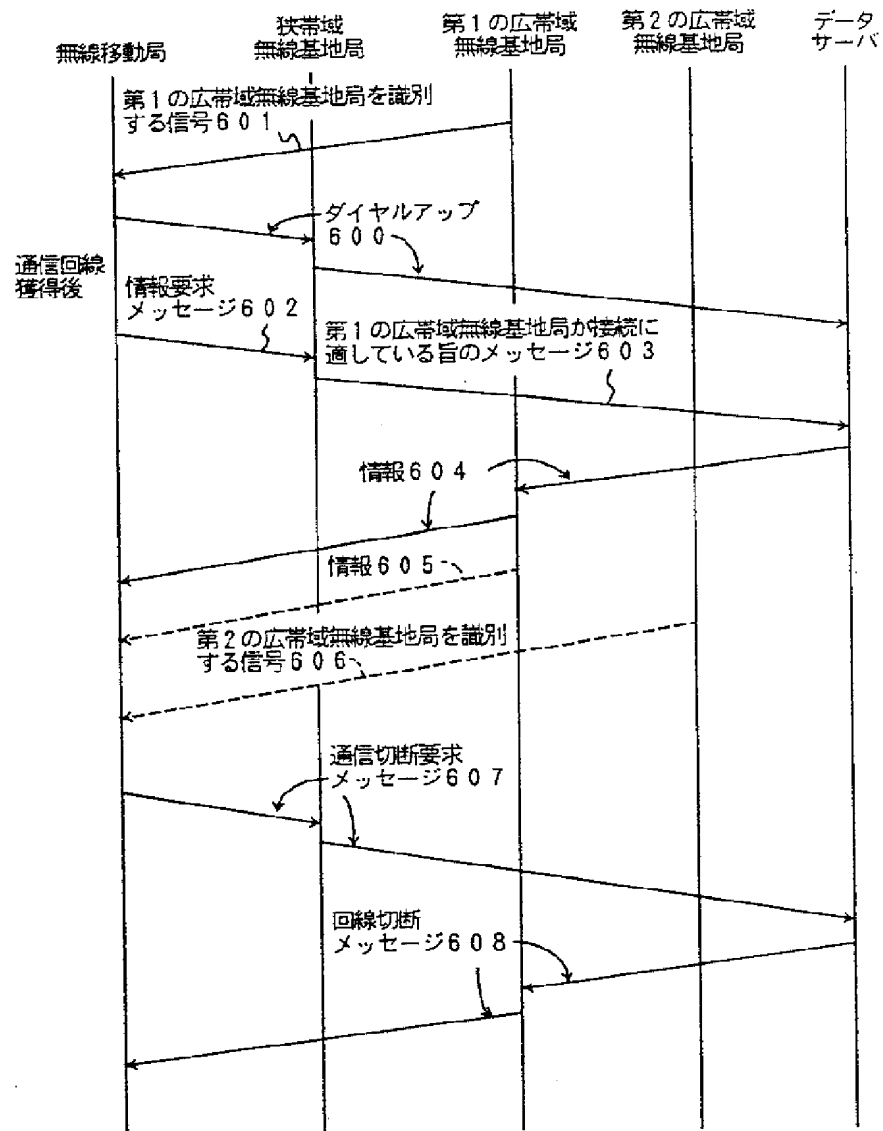 無線移動局
狭帯域
無線基地局
第1の広帯域
無線基地局
第2の広帯域
無線基地局
データ
サーバ
第1の広帯域無線基地局を識別
する信号601
ダイヤルアップ
600
通信回線
獲得後
情報要求
メッセージ602
第1の広帯域無線基地局が接続に
適している旨のメッセージ603
情報604
情報605
第2の広帯域無線基地局を識別
する信号606
通信切断要求
メッセージ607
回線切断
メッセージ608